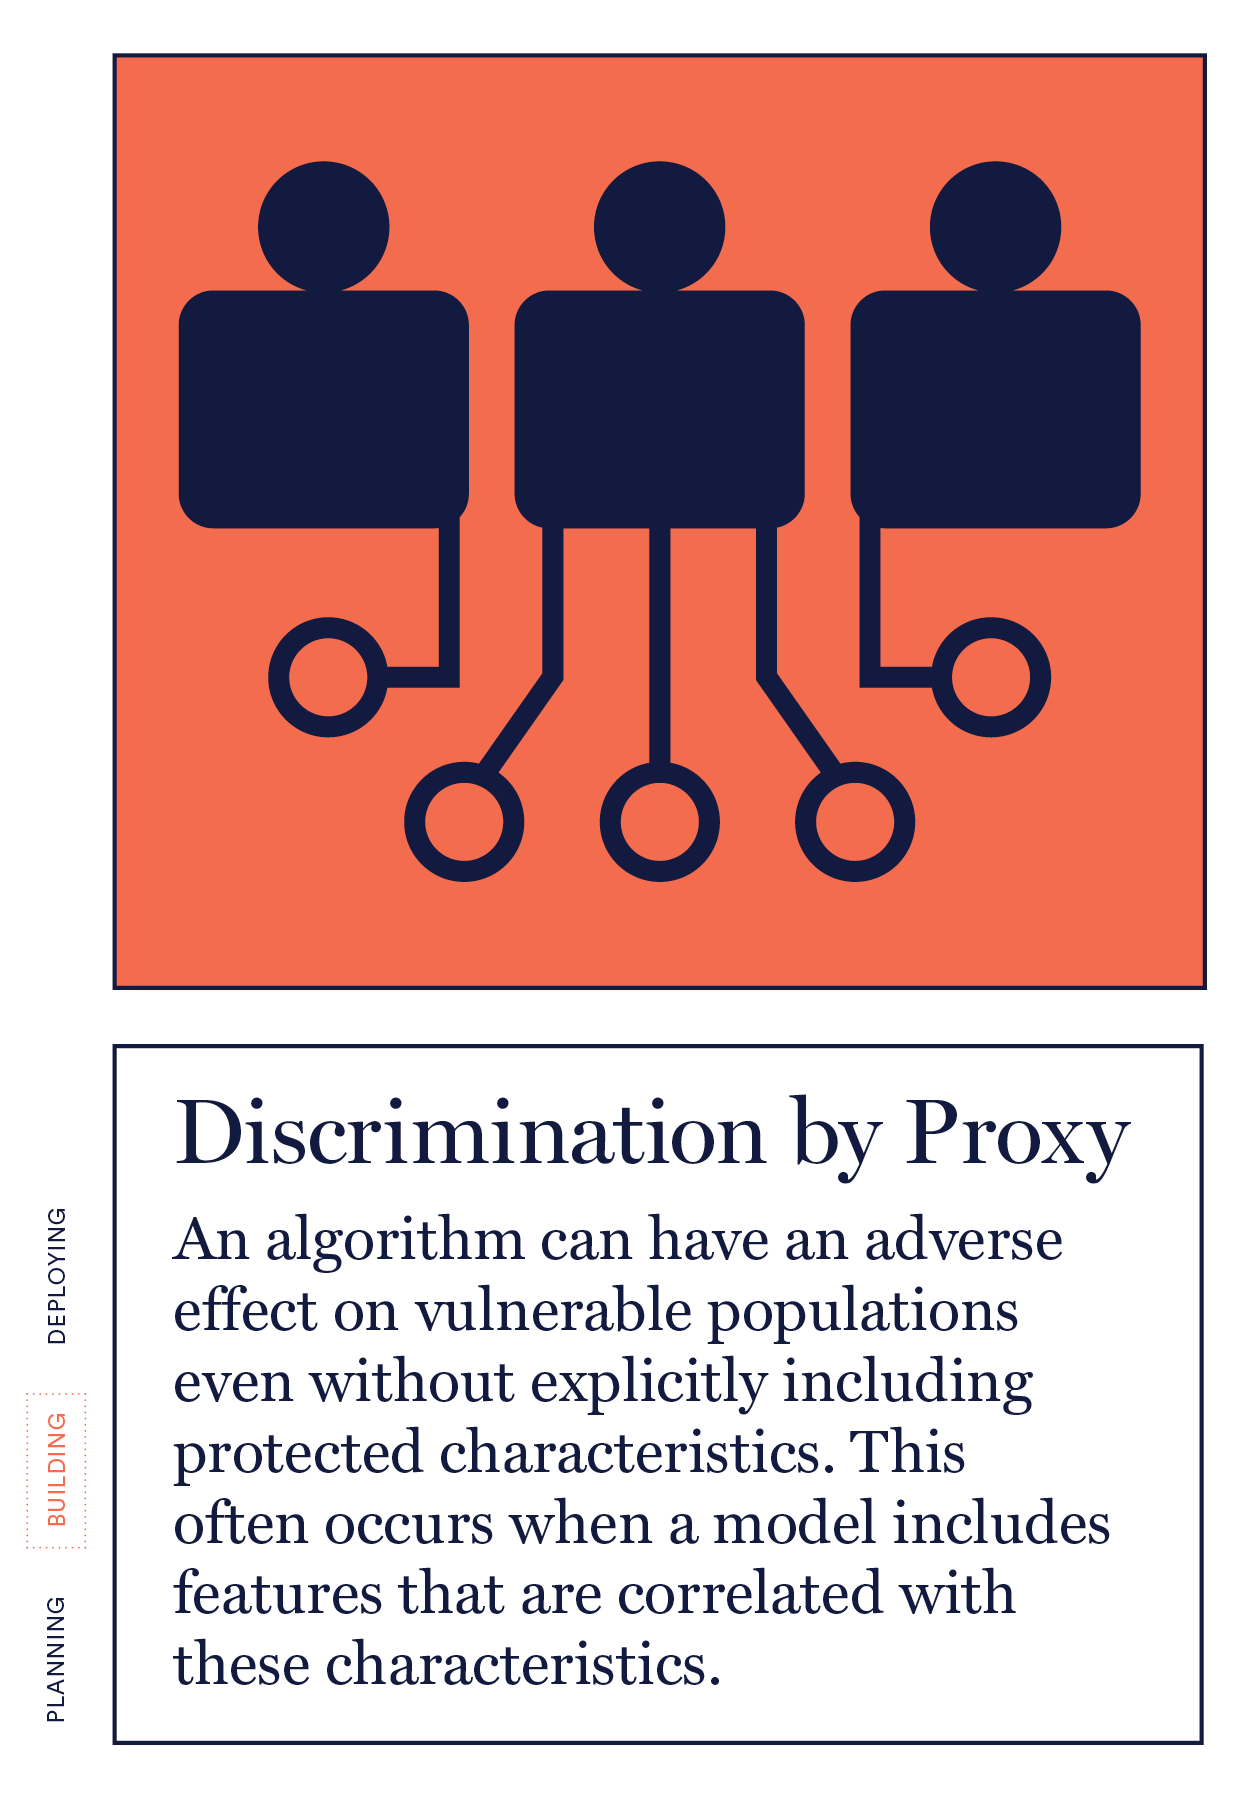 Discrimination by Proxy
An algorithm can have an adverse
effect on vulnerable populations
even without explicitly including
protected characteristics. This
often occurs when a model includes
features that are correlated with
these characteristics.
DEPLOYING
BUILDING
PLANNING